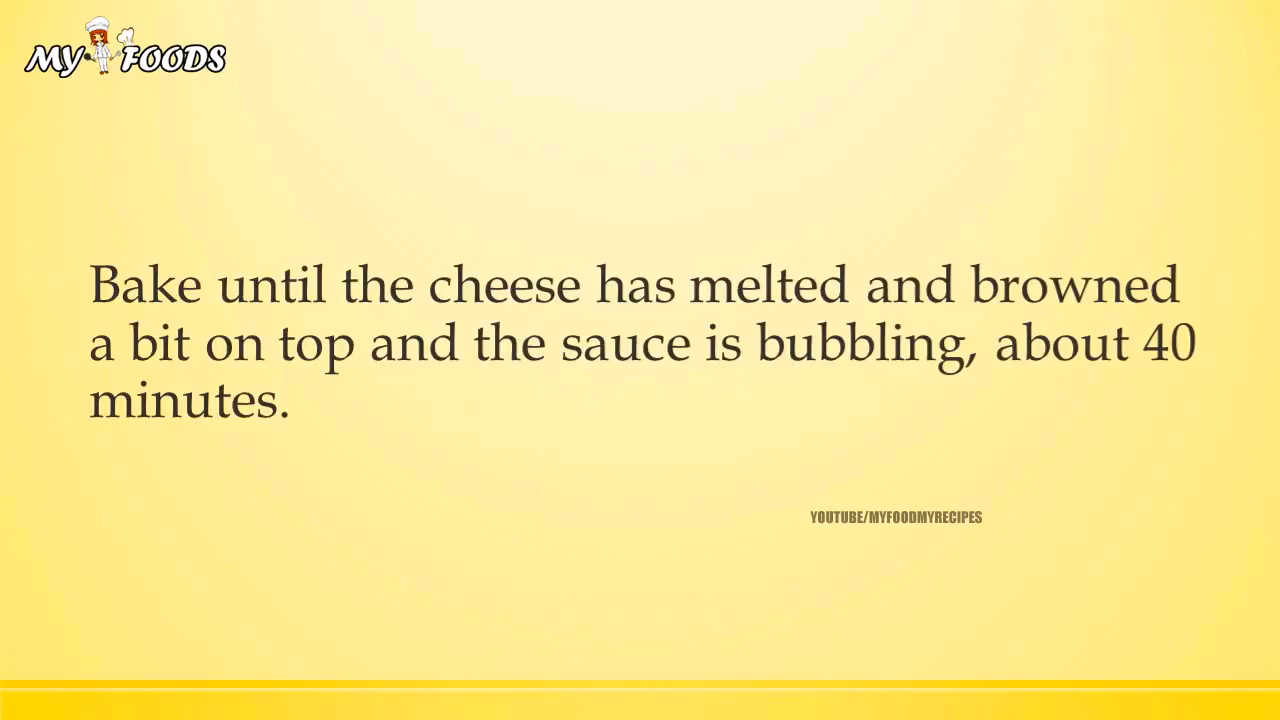 MY FOODS
Bake until the cheese has melted and browned
a bit on top and the sauce is bubbling, about 40
minutes.
YOUTUBE/MYFOODMYRECIPES